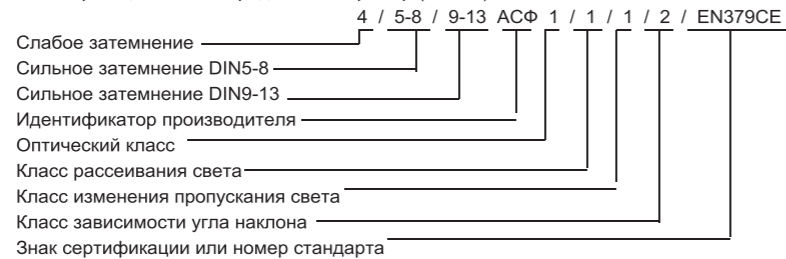 4 / 5-8 / 9-13 АСФ 1 / 1 / 1 / 2 / EN379CE
Слабое затемнение
Сильное затемнение DIN5-8
Сильное затемнение DIN9-13
Идентификатор производителя
Оптический класс
Класс рассеивания света
Класс изменения пропускания света
Класс зависимости угла наклона
Знак сертификации или номер стандарта